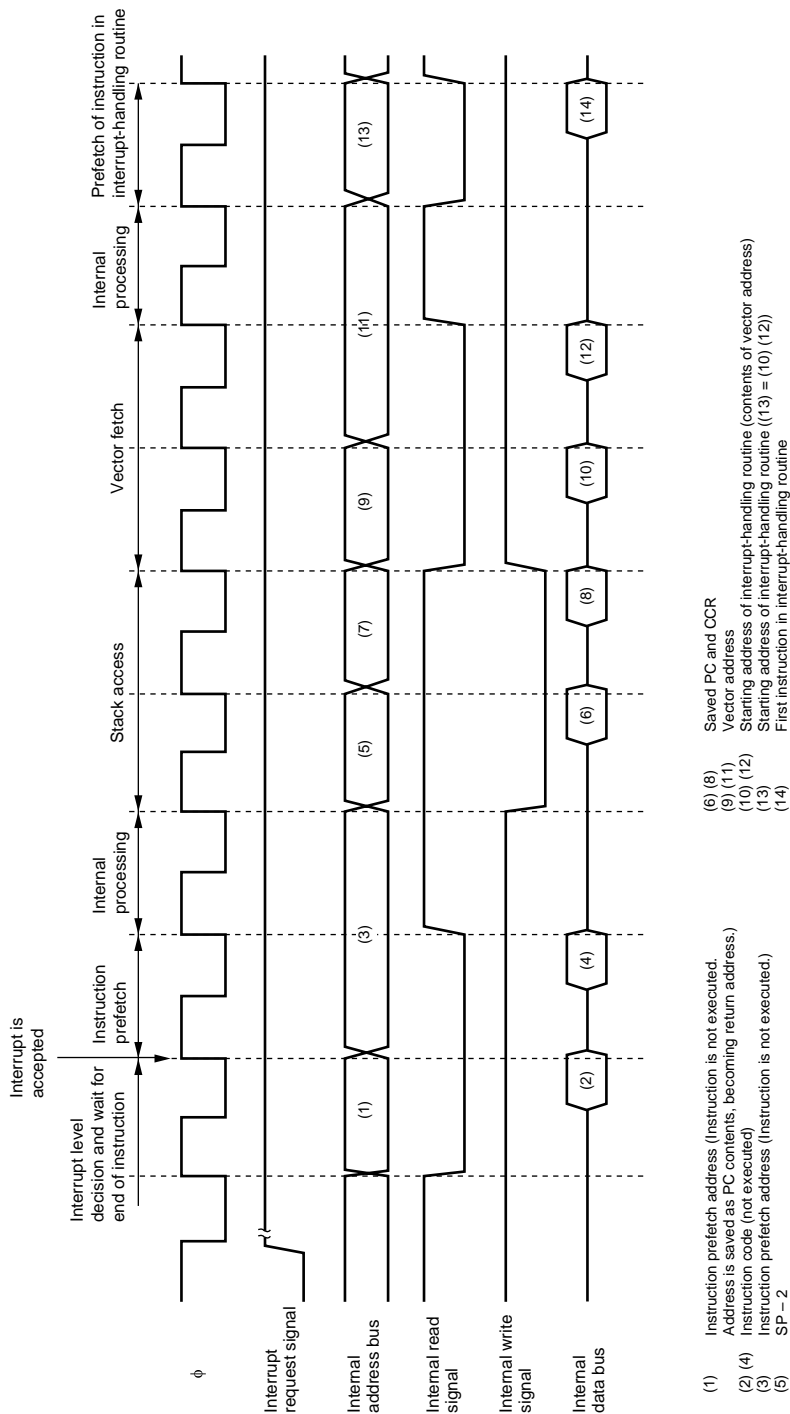 Interrupt is
accepted
Interrupt level
decision and wait for
end of instruction
Instruction
prefetch
Internal
processing
Stack access
Vector fetch
Internal
processing
Prefetch of instruction in
interrupt-handling routine
φ
Interrupt
request signal
Internal
address bus
(1)
(3)
(5)
(7)
(9)
(11)
(13)
Internal read
signal
Internal write
signal
Internal
data bus
(2)
(4)
(6)
(8)
(10)
(12)
(14)
(1) Instruction prefetch address (Instruction is not executed.
Address is saved as PC contents, becoming return address.)
(2) (4) Instruction code (not executed)
(3) Instruction prefetch address (Instruction is not executed.)
(5) SP – 2
(6) (8) Saved PC and CCR
(9) (11) Vector address
(10) (12) Starting address of interrupt-handling routine (contents of vector address)
(13) Starting address of interrupt-handling routine ((13) = (10) (12))
(14) First instruction in interrupt-handling routine